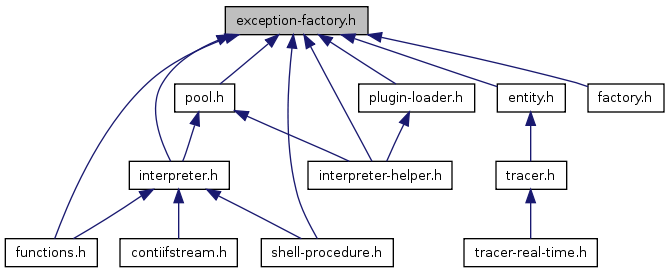 exception-factory.h
pool.h
plugin-loader.h
entity.h
factory.h
interpreter.h
interpreter-helper.h
tracer.h
functions.h
contiifstream.h
shell-procedure.h
tracer-real-time.h